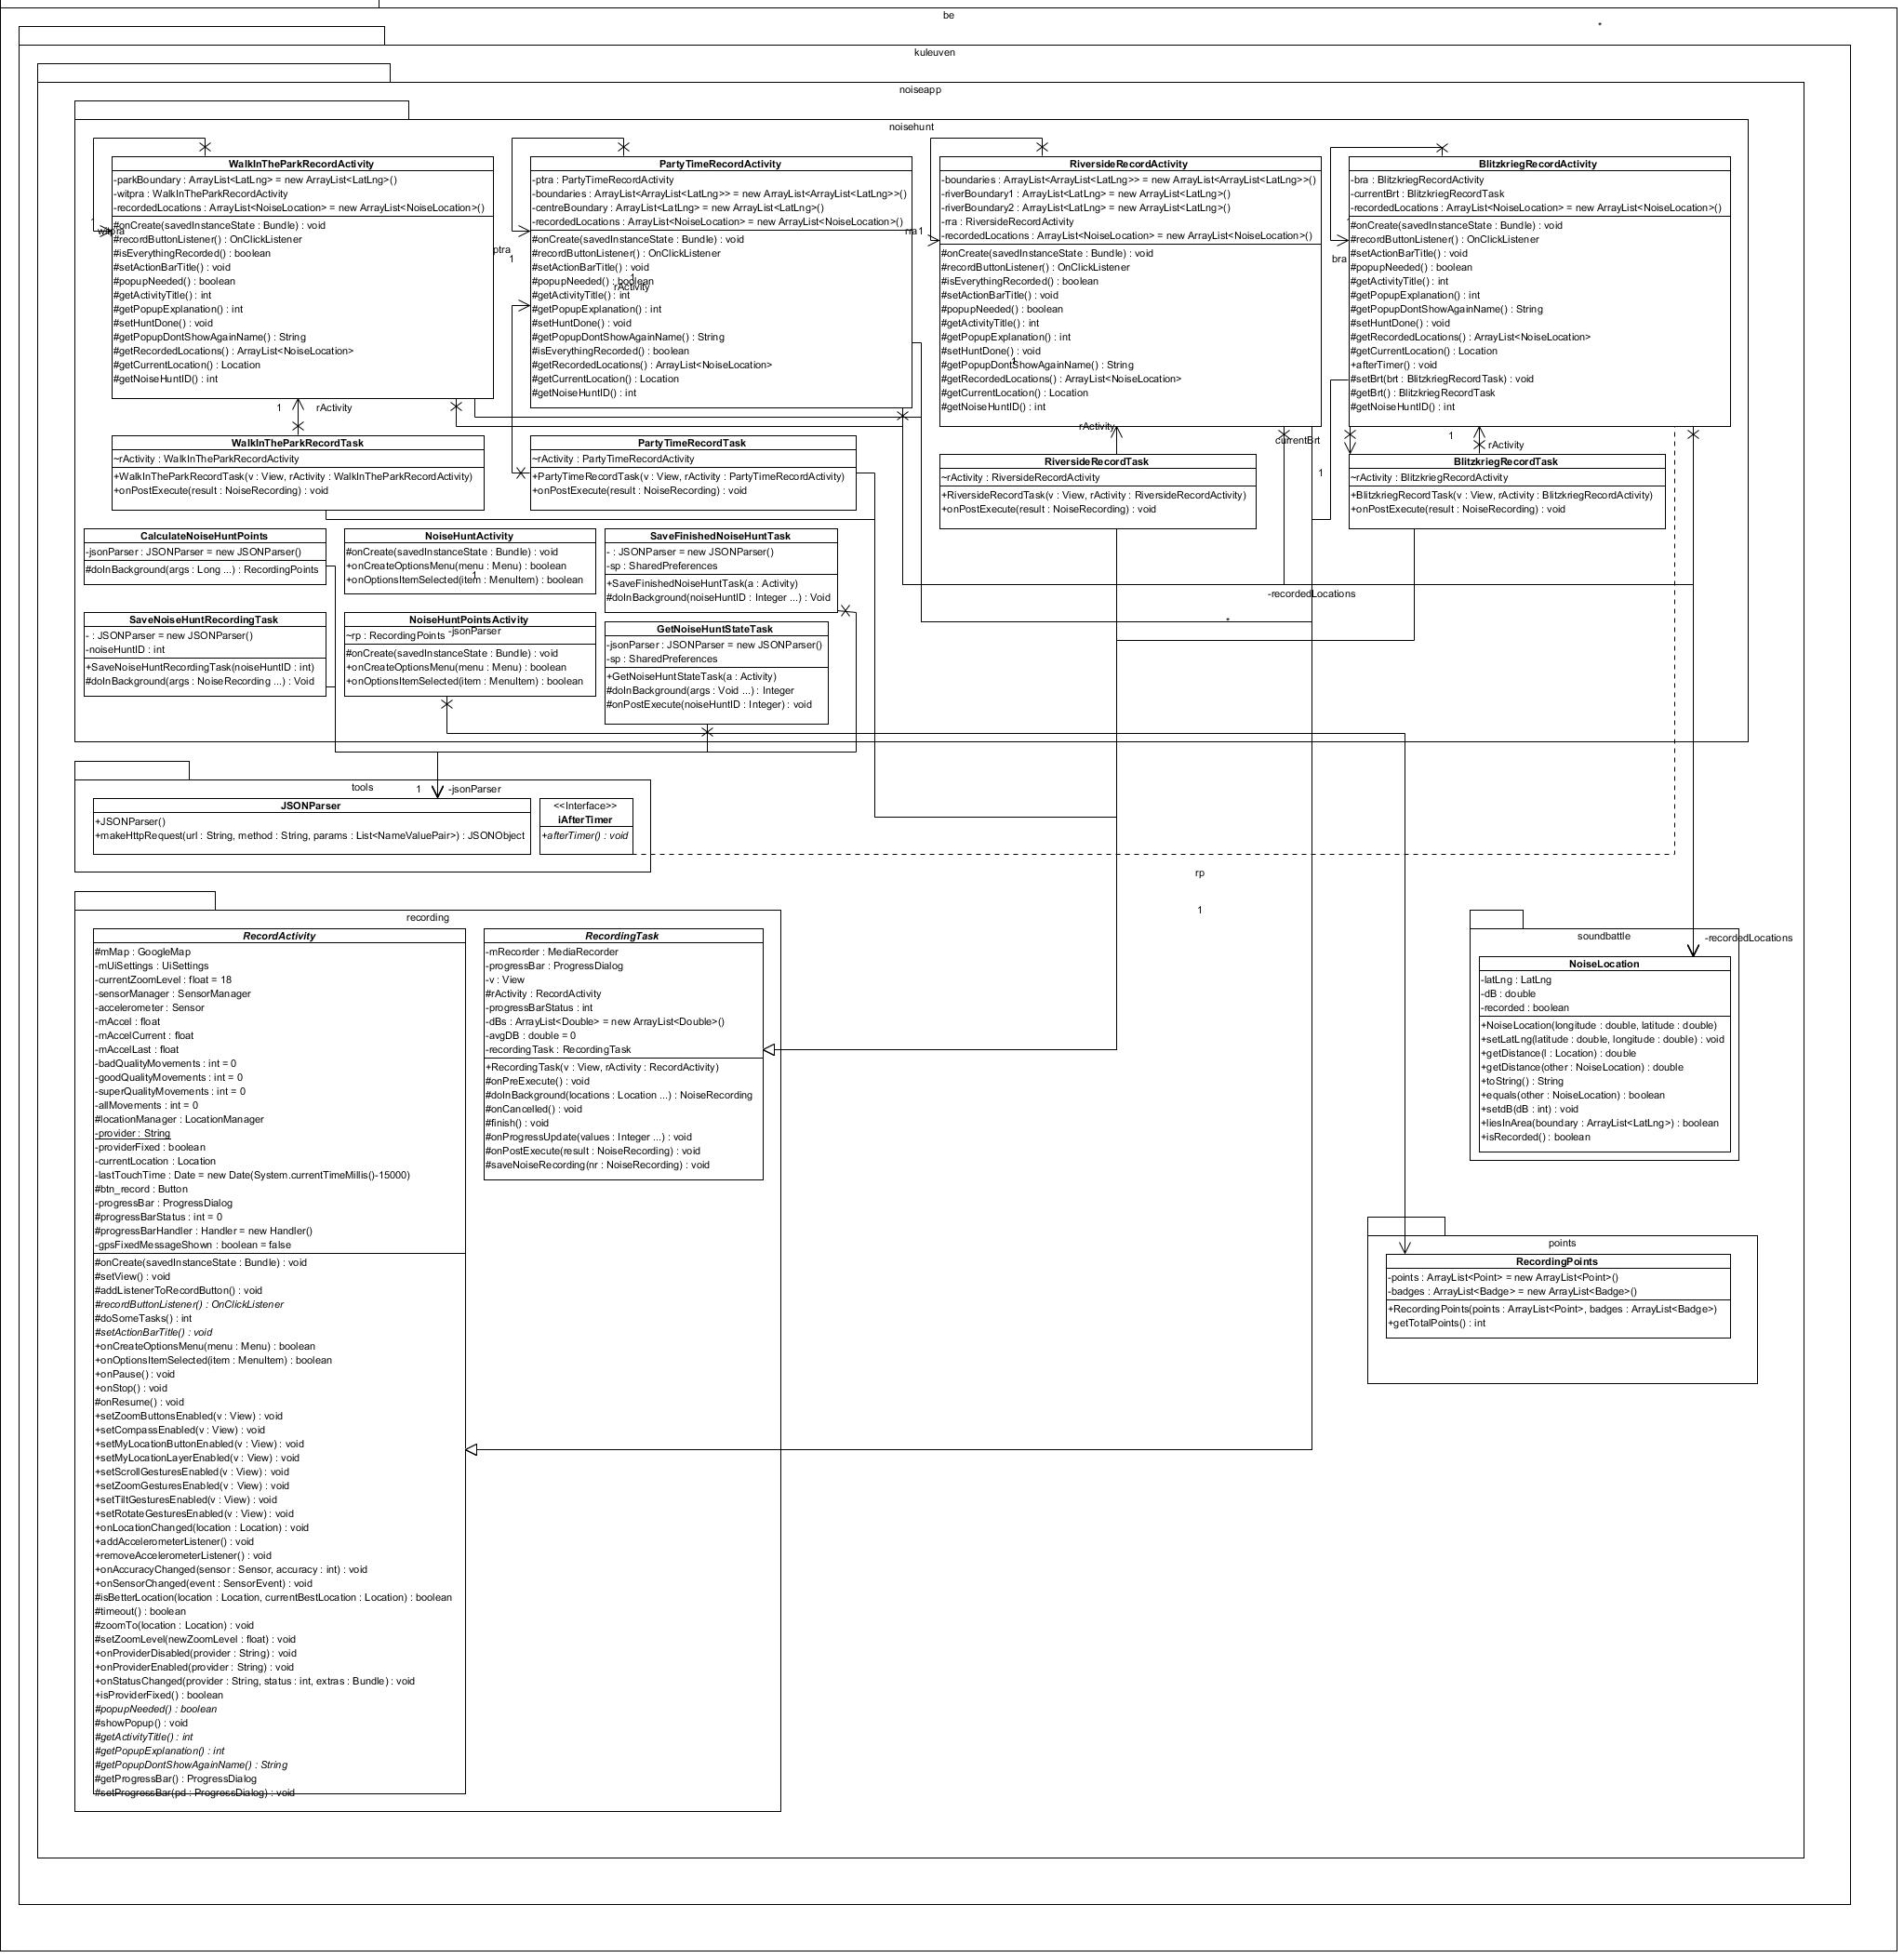 be
*
kuleuven
noiseapp
noisehunt
WalkInTheParkRecordActivity
-parkBoundary : ArrayList<LatLng> = new ArrayList<LatLng>()
-witpra : WalkInTheParkRecordActivity
-recordedLocations : ArrayList<NoiseLocation> = new ArrayList<NoiseLocation>()
#onCreate(savedInstanceState : Bundle) : void
#recordButtonListener() : OnClickListener
#isEverythingRecorded() : boolean
#setActionBarTitle() : void
#popupNeeded() : boolean
#getActivityTitle() : int
#getPopupExplanation() : int
#setHuntDone() : void
#getPopupDontShowAgainName() : String
#getRecordedLocations() : ArrayList<NoiseLocation>
#getCurrentLocation() : Location
#getNoiseHuntID() : int
witpra
1
rActivity
PartyTimeRecordActivity
-ptra : PartyTimeRecordActivity
-boundaries : ArrayList<ArrayList<LatLng>> = new ArrayList<ArrayList<LatLng>>()
-centreBoundary : ArrayList<LatLng> = new ArrayList<LatLng>()
-recordedLocations : ArrayList<NoiseLocation> = new ArrayList<NoiseLocation>()
#onCreate(savedInstanceState : Bundle) : void
#recordButtonListener() : OnClickListener
#setActionBarTitle() : void
#popupNeeded() : boolean
#getActivityTitle() : int
#getPopupExplanation() : int
#setHuntDone() : void
#getPopupDontShowAgainName() : String
#isEverythingRecorded() : boolean
#getRecordedLocations() : ArrayList<NoiseLocation>
#getCurrentLocation() : Location
#getNoiseHuntID() : int
ptra
1
1
rActivity
RiversideRecordActivity
-boundaries : ArrayList<ArrayList<LatLng>> = new ArrayList<ArrayList<LatLng>>()
-riverBoundary1 : ArrayList<LatLng> = new ArrayList<LatLng>()
-riverBoundary2 : ArrayList<LatLng> = new ArrayList<LatLng>()
-rra : RiversideRecordActivity
-recordedLocations : ArrayList<NoiseLocation> = new ArrayList<NoiseLocation>()
#onCreate(savedInstanceState : Bundle) : void
#recordButtonListener() : OnClickListener
#isEverythingRecorded() : boolean
#setActionBarTitle() : void
#popupNeeded() : boolean
#getActivityTitle() : int
#getPopupExplanation() : int
#setHuntDone() : void
#getPopupDontShowAgainName() : String
#getRecordedLocations() : ArrayList<NoiseLocation>
#getCurrentLocation() : Location
#getNoiseHuntID() : int
rra1
1
rActivity
BlitzkriegRecordActivity
-bra : BlitzkriegRecordActivity
-currentBrt : BlitzkriegRecordTask
-recordedLocations : ArrayList<NoiseLocation> = new ArrayList<NoiseLocation>()
#onCreate(savedInstanceState : Bundle) : void
#recordButtonListener() : OnClickListener
#setActionBarTitle() : void
#popupNeeded() : boolean
#getActivityTitle() : int
#getPopupExplanation() : int
#getPopupDontShowAgainName() : String
#setHuntDone() : void
#getRecordedLocations() : ArrayList<NoiseLocation>
#getCurrentLocation() : Location
+afterTimer() : void
#setBrt(brt : BlitzkriegRecordTask) : void
#getBrt() : BlitzkriegRecordTask
#getNoiseHuntID() : int
bra
currentBrt
1
1
rActivity
WalkInTheParkRecordTask
~rActivity : WalkInTheParkRecordActivity
+WalkInTheParkRecordTask(v : View, rActivity : WalkInTheParkRecordActivity)
+onPostExecute(result : NoiseRecording) : void
PartyTimeRecordTask
~rActivity : PartyTimeRecordActivity
+PartyTimeRecordTask(v : View, rActivity : PartyTimeRecordActivity)
+onPostExecute(result : NoiseRecording) : void
RiversideRecordTask
~rActivity : RiversideRecordActivity
+RiversideRecordTask(v : View, rActivity : RiversideRecordActivity)
+onPostExecute(result : NoiseRecording) : void
BlitzkriegRecordTask
~rActivity : BlitzkriegRecordActivity
+BlitzkriegRecordTask(v : View, rActivity : BlitzkriegRecordActivity)
+onPostExecute(result : NoiseRecording) : void
CalculateNoiseHuntPoints
-jsonParser : JSONParser = new JSONParser()
#doInBackground(args : Long ...) : RecordingPoints
NoiseHuntActivity
#onCreate(savedInstanceState : Bundle) : void
+onCreateOptionsMenu(menu : Menu) : boolean
+onOptionsItemSelected(item : MenuItem) : boolean
1
SaveFinishedNoiseHuntTask
- : JSONParser = new JSONParser()
-sp : SharedPreferences
+SaveFinishedNoiseHuntTask(a : Activity)
#doInBackground(noiseHuntID : Integer ...) : Void
-recordedLocations
*
SaveNoiseHuntRecordingTask
- : JSONParser = new JSONParser()
-noiseHuntID : int
+SaveNoiseHuntRecordingTask(noiseHuntID : int)
#doInBackground(args : NoiseRecording ...) : Void
NoiseHuntPointsActivity
~rp : RecordingPoints
-jsonParser
#onCreate(savedInstanceState : Bundle) : void
+onCreateOptionsMenu(menu : Menu) : boolean
+onOptionsItemSelected(item : MenuItem) : boolean
GetNoiseHuntStateTask
-jsonParser : JSONParser = new JSONParser()
-sp : SharedPreferences
+GetNoiseHuntStateTask(a : Activity)
#doInBackground(args : Void ...) : Integer
#onPostExecute(noiseHuntID : Integer) : void
tools
1
-jsonParser
JSONParser
+JSONParser()
+makeHttpRequest(url : String, method : String, params : List<NameValuePair>) : JSONObject
<<Interface>>
iAfterTimer
+afterTimer() : void
rp
1
recording
RecordActivity
#mMap : GoogleMap
-mUiSettings : UiSettings
-currentZoomLevel : float = 18
-sensorManager : SensorManager
-accelerometer : Sensor
-mAccel : float
-mAccelCurrent : float
-mAccelLast : float
-badQualityMovements : int = 0
-goodQualityMovements : int = 0
-superQualityMovements : int = 0
-allMovements : int = 0
#locationManager : LocationManager
-provider : String
-providerFixed : boolean
-currentLocation : Location
-lastTouchTime : Date = new Date(System.currentTimeMillis()-15000)
#btn_record : Button
-progressBar : ProgressDialog
#progressBarStatus : int = 0
#progressBarHandler : Handler = new Handler()
-gpsFixedMessageShown : boolean = false
#onCreate(savedInstanceState : Bundle) : void
#setView() : void
#addListenerToRecordButton() : void
#recordButtonListener() : OnClickListener
#doSomeTasks() : int
#setActionBarTitle() : void
+onCreateOptionsMenu(menu : Menu) : boolean
+onOptionsItemSelected(item : MenuItem) : boolean
+onPause() : void
+onStop() : void
#onResume() : void
+setZoomButtonsEnabled(v : View) : void
+setCompassEnabled(v : View) : void
+setMyLocationButtonEnabled(v : View) : void
+setMyLocationLayerEnabled(v : View) : void
+setScrollGesturesEnabled(v : View) : void
+setZoomGesturesEnabled(v : View) : void
+setTiltGesturesEnabled(v : View) : void
+setRotateGesturesEnabled(v : View) : void
+onLocationChanged(location : Location) : void
+addAccelerometerListener() : void
+removeAccelerometerListener() : void
+onAccuracyChanged(sensor : Sensor, accuracy : int) : void
+onSensorChanged(event : SensorEvent) : void
#isBetterLocation(location : Location, currentBestLocation : Location) : boolean
#timeout() : boolean
#zoomTo(location : Location) : void
#setZoomLevel(newZoomLevel : float) : void
+onProviderDisabled(provider : String) : void
+onProviderEnabled(provider : String) : void
+onStatusChanged(provider : String, status : int, extras : Bundle) : void
+isProviderFixed() : boolean
#popupNeeded() : boolean
#showPopup() : void
#getActivityTitle() : int
#getPopupExplanation() : int
#getPopupDontShowAgainName() : String
#getProgressBar() : ProgressDialog
#setProgressBar(pd : ProgressDialog) : void
RecordingTask
-mRecorder : MediaRecorder
-progressBar : ProgressDialog
-v : View
#rActivity : RecordActivity
-progressBarStatus : int
-dBs : ArrayList<Double> = new ArrayList<Double>()
-avgDB : double = 0
-recordingTask : RecordingTask
+RecordingTask(v : View, rActivity : RecordActivity)
#onPreExecute() : void
#doInBackground(locations : Location ...) : NoiseRecording
#onCancelled() : void
#finish() : void
#onProgressUpdate(values : Integer ...) : void
#onPostExecute(result : NoiseRecording) : void
#saveNoiseRecording(nr : NoiseRecording) : void
soundbattle
-recordedLocations
NoiseLocation
-latLng : LatLng
-dB : double
-recorded : boolean
+NoiseLocation(longitude : double, latitude : double)
+setLatLng(latitude : double, longitude : double) : void
+getDistance(l : Location) : double
+getDistance(other : NoiseLocation) : double
+toString() : String
+equals(other : NoiseLocation) : boolean
+setdB(dB : int) : void
+liesInArea(boundary : ArrayList<LatLng>) : boolean
+isRecorded() : boolean
points
RecordingPoints
-points : ArrayList<Point> = new ArrayList<Point>()
-badges : ArrayList<Badge> = new ArrayList<Badge>()
+RecordingPoints(points : ArrayList<Point>, badges : ArrayList<Badge>)
+getTotalPoints() : int